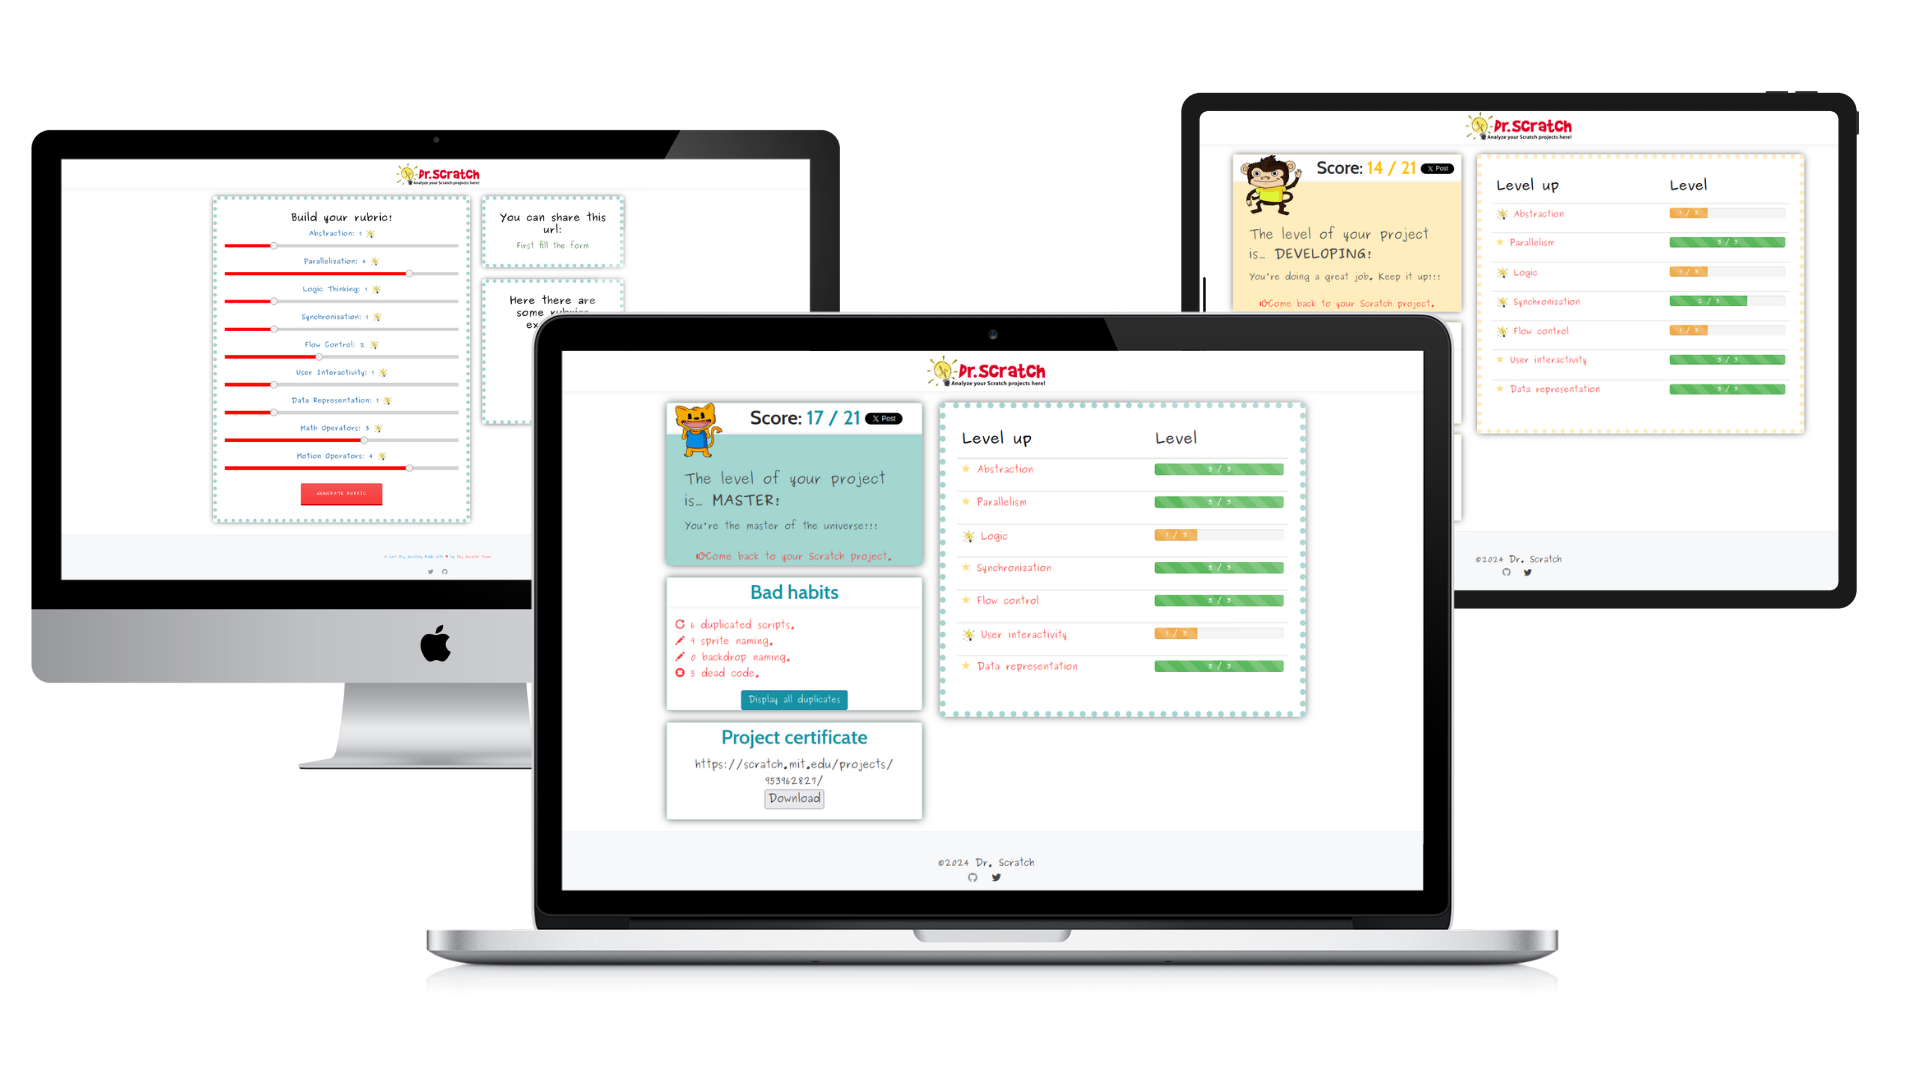 Dr.Scratch
Analyze your Scratch projects here!
Build your rubric!
Abstraction: 1
Parallelization: 4
Logic Thinking: 1
Synchronization: 1
Flow Control: 2
User Interactivity: 1
Data Representation: 1
Math Operators: 3
Motion Operators: 4
GENERATE RUBRIC
You can share this
url:
First fill the form
Here there are
some rubrics
Dr.Scratch
Analyze your Scratch projects here!
Score: 14 / 21
Post
The level of your project
is... DEVELOPING!
You're doing a great job. Keep it up!!!
Come back to your Scratch project.
Level up Level
Abstraction 1 / 3
Parallelism 3 / 3
Logic 1 / 3
Synchronization 2 / 3
Flow control 1 / 3
User interactivity 3 / 3
Data representation 3 / 3
©2024 Dr. Scratch
Dr.Scratch
Analyze your Scratch projects here!
Score: 17 / 21
Post
The level of your project
is... MASTER!
You're the master of the universe!!!
Come back to your Scratch project.
Bad habits
6 duplicated scripts.
9 sprite naming.
0 backdrop naming.
5 dead code.
Display all duplicates
Project certificate
https://scratch.mit.edu/projects/
953962827/
Download
Level up Level
Abstraction 3 / 3
Parallelism 3 / 3
Logic 1 / 3
Synchronization 3 / 3
Flow control 3 / 3
User interactivity 1 / 3
Data representation 3 / 3
©2024 Dr. Scratch